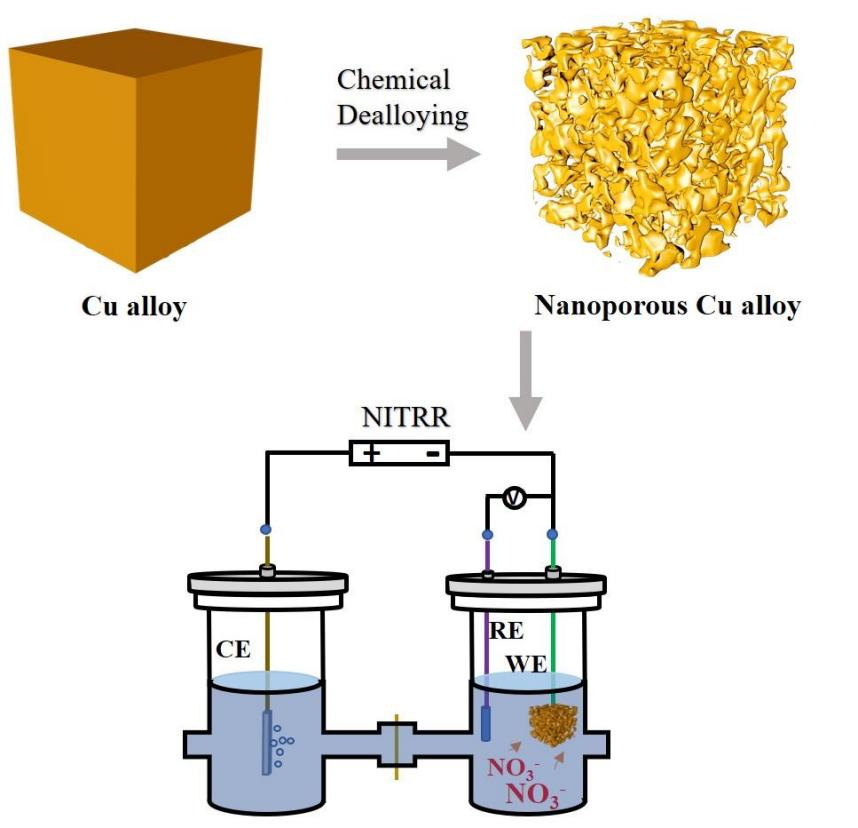 Chemical
Dealloying
Cu alloy
Nanoporous Cu alloy
NITRR
+ -
V
CE
RE
WE
NO₃⁻
NO₃⁻